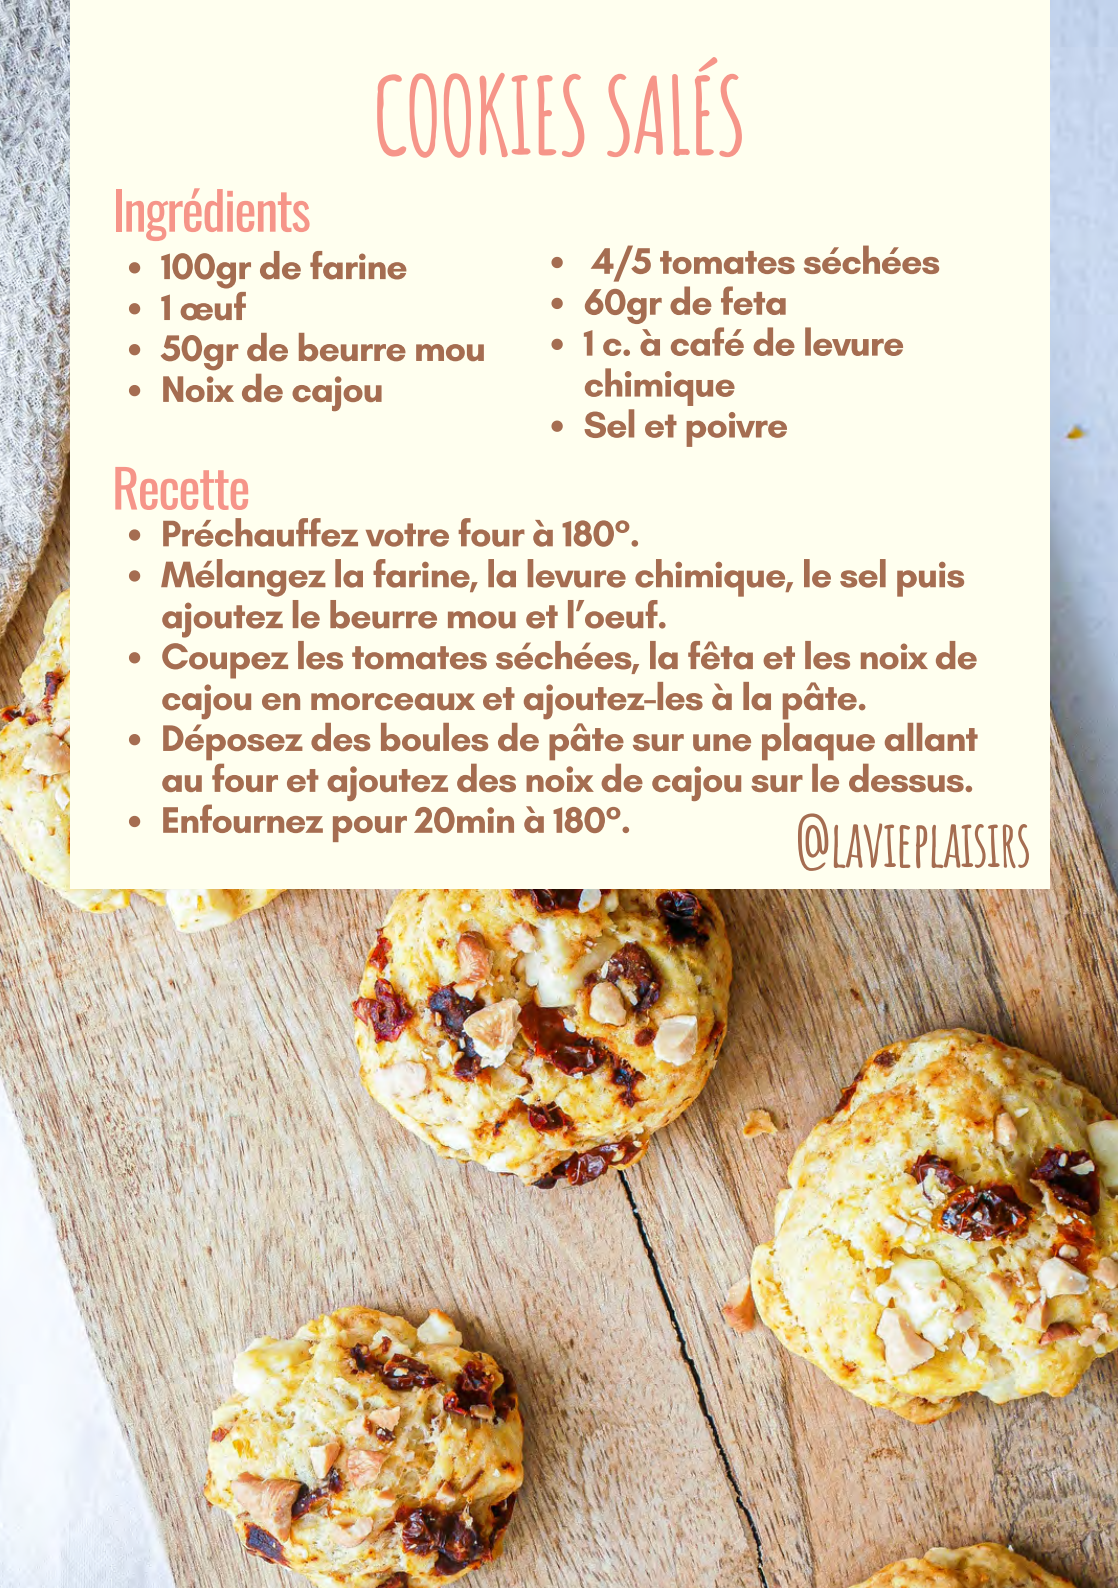 COOKIES SALÉS
Ingrédients
100gr de farine
1 œuf
50gr de beurre mou
Noix de cajou
4/5 tomates séchées
60gr de feta
1 c. à café de levure
chimique
Sel et poivre
Recette
Préchauffez votre four à 180°.
Mélangez la farine, la levure chimique, le sel puis
ajoutez le beurre mou et l’oeuf.
Coupez les tomates séchées, la fêta et les noix de
cajou en morceaux et ajoutez-les à la pâte.
Déposez des boules de pâte sur une plaque allant
au four et ajoutez des noix de cajou sur le dessus.
Enfournez pour 20min à 180°.
@LAVIEPLAISIRS